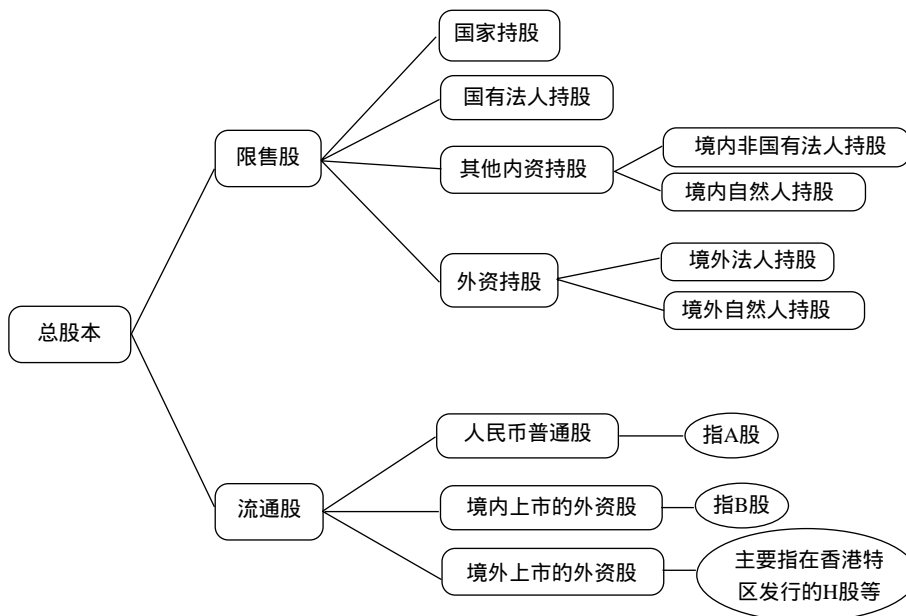 国家持股
国有法人持股
限售股
其他内资持股
境内非国有法人持股
境内自然人持股
外资持股
境外法人持股
境外自然人持股
总股本
人民币普通股
指A股
流通股
境内上市的外资股
指B股
境外上市的外资股
主要指在香港特
区发行的H股等